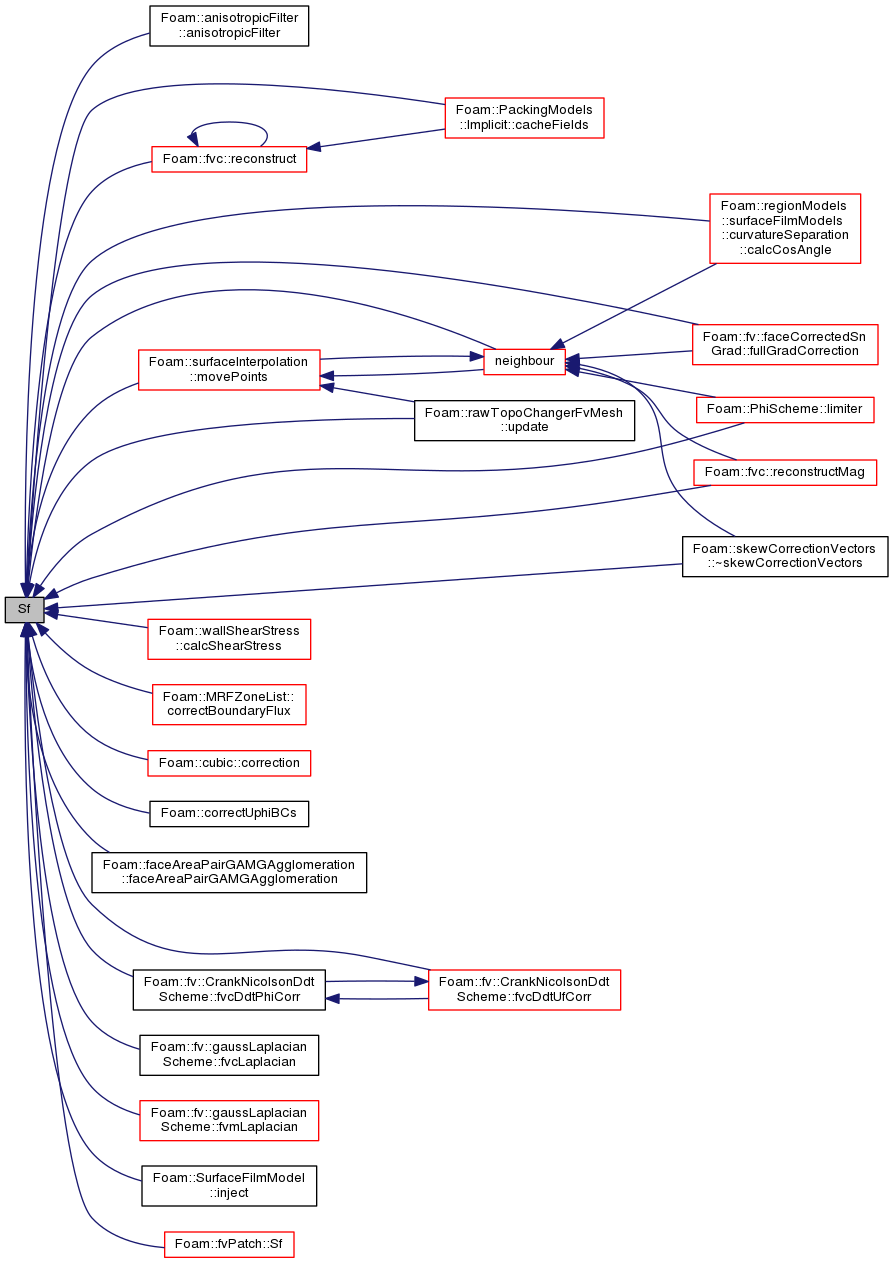 Foam::anisotropicFilter
::anisotropicFilter
Foam::PackingModels
::Implicit::cacheFields
Foam::fvc::reconstruct
Foam::regionModels
::surfaceFilmModels
::curvatureSeparation
::calcCosAngle
Foam::fv::faceCorrectedSn
Grad::fullGradCorrection
Foam::surfaceInterpolation
::movePoints
neighbour
Foam::PhiScheme::limiter
Foam::rawTopoChangerFvMesh
::update
Foam::fvc::reconstructMag
Foam::skewCorrectionVectors
::~skewCorrectionVectors
Sf
Foam::wallShearStress
::calcShearStress
Foam::MRFZoneList::
correctBoundaryFlux
Foam::cubic::correction
Foam::correctUphiBCs
Foam::faceAreaPairGAMGAgglomeration
::faceAreaPairGAMGAgglomeration
Foam::fv::CrankNicolsonDdt
Scheme::fvcDdtPhiCorr
Foam::fv::CrankNicolsonDdt
Scheme::fvcDdtUfCorr
Foam::fv::gaussLaplacian
Scheme::fvcLaplacian
Foam::fv::gaussLaplacian
Scheme::fvmLaplacian
Foam::SurfaceFilmModel
::inject
Foam::fvPatch::Sf